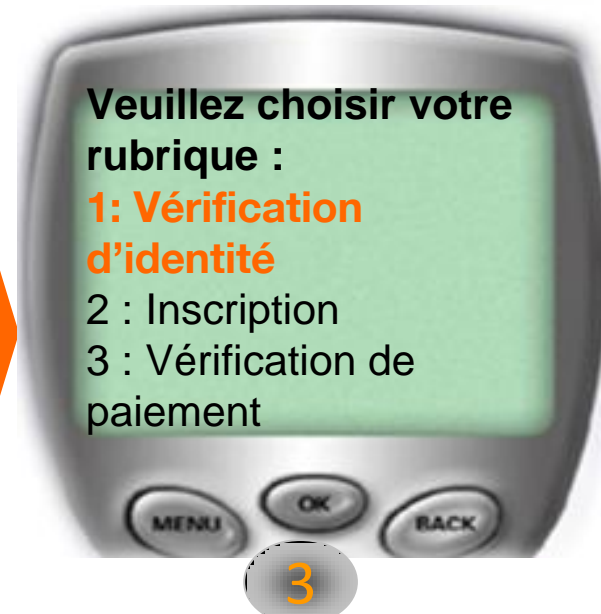 Veuillez choisir votre
rubrique :
1: Vérification
d’identité
2 : Inscription
3 : Vérification de
paiement
MENU
OK
BACK
3